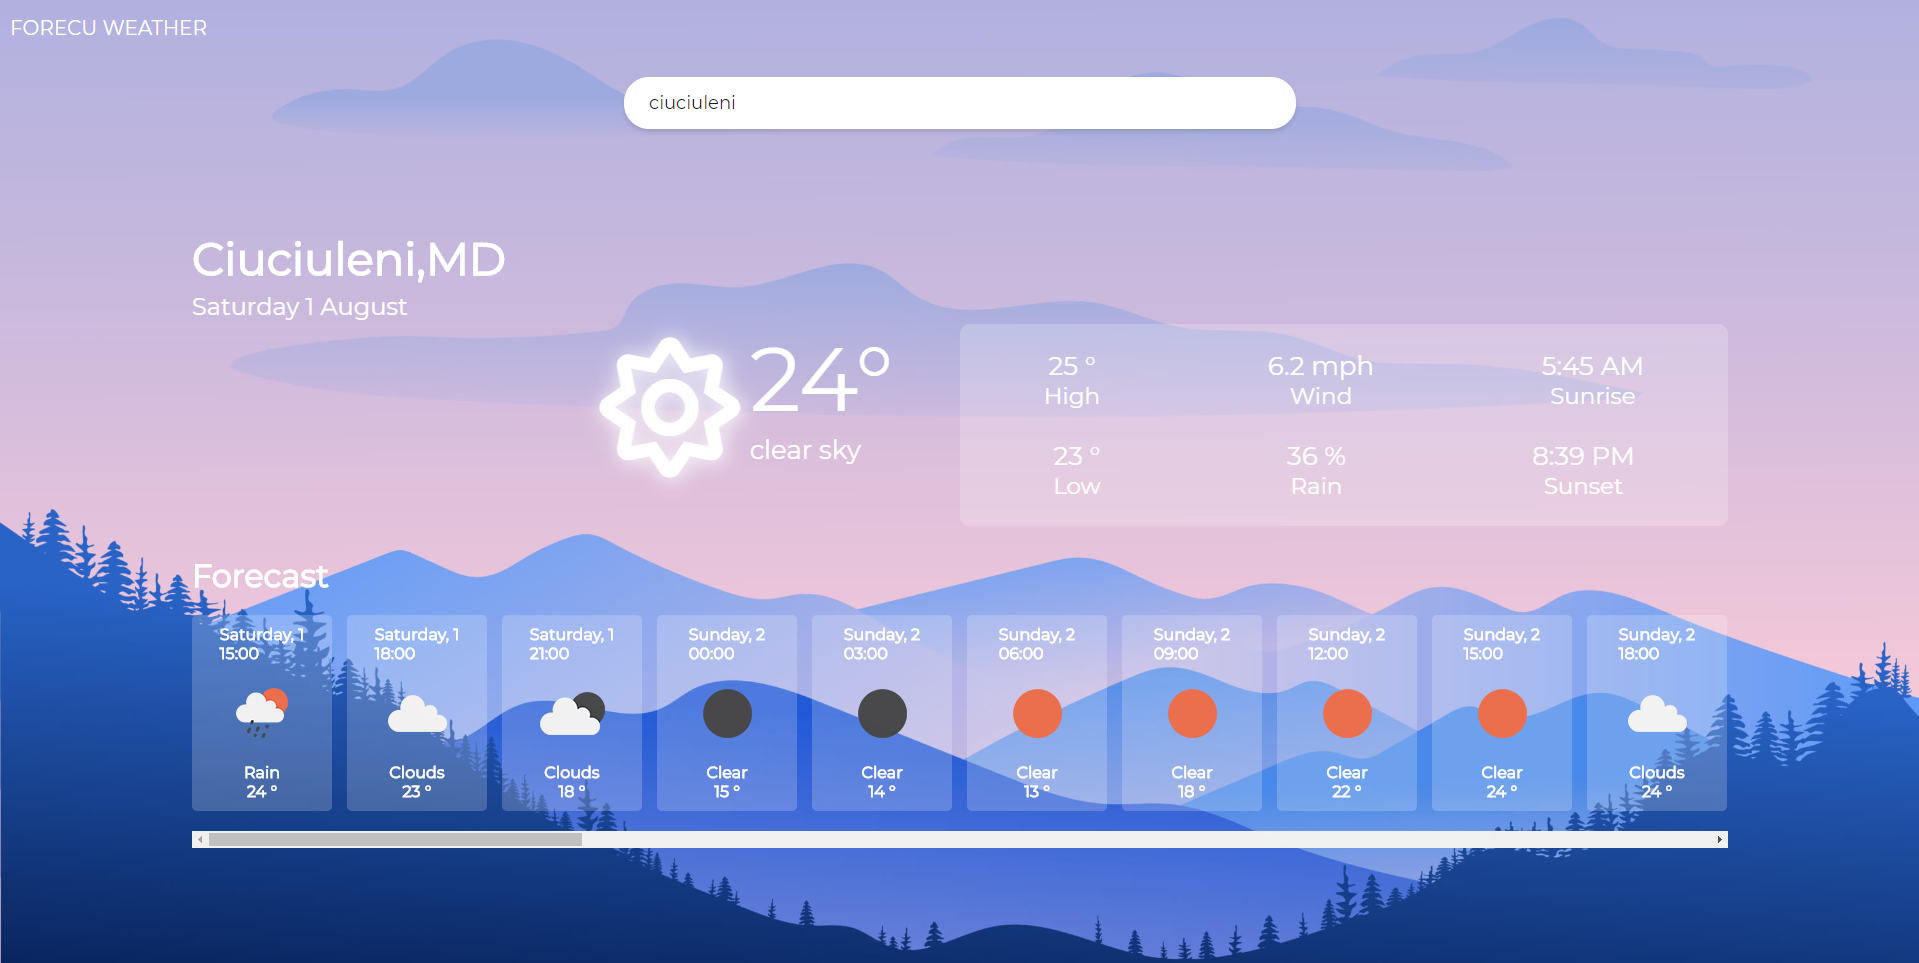 FORECU WEATHER
ciuciuleni
Ciuciuleni,MD
Saturday 1 August
24°
clear sky
25 °
High
6.2 mph
Wind
5:45 AM
Sunrise
23 °
Low
36 %
Rain
8:39 PM
Sunset
Forecast
Saturday, 1
15:00
Rain
24 °
Saturday, 1
18:00
Clouds
23 °
Saturday, 1
21:00
Clouds
18 °
Sunday, 2
00:00
Clear
15 °
Sunday, 2
03:00
Clear
14 °
Sunday, 2
06:00
Clear
13 °
Sunday, 2
09:00
Clear
18 °
Sunday, 2
12:00
Clear
22 °
Sunday, 2
15:00
Clear
24 °
Sunday, 2
18:00
Clouds
24 °